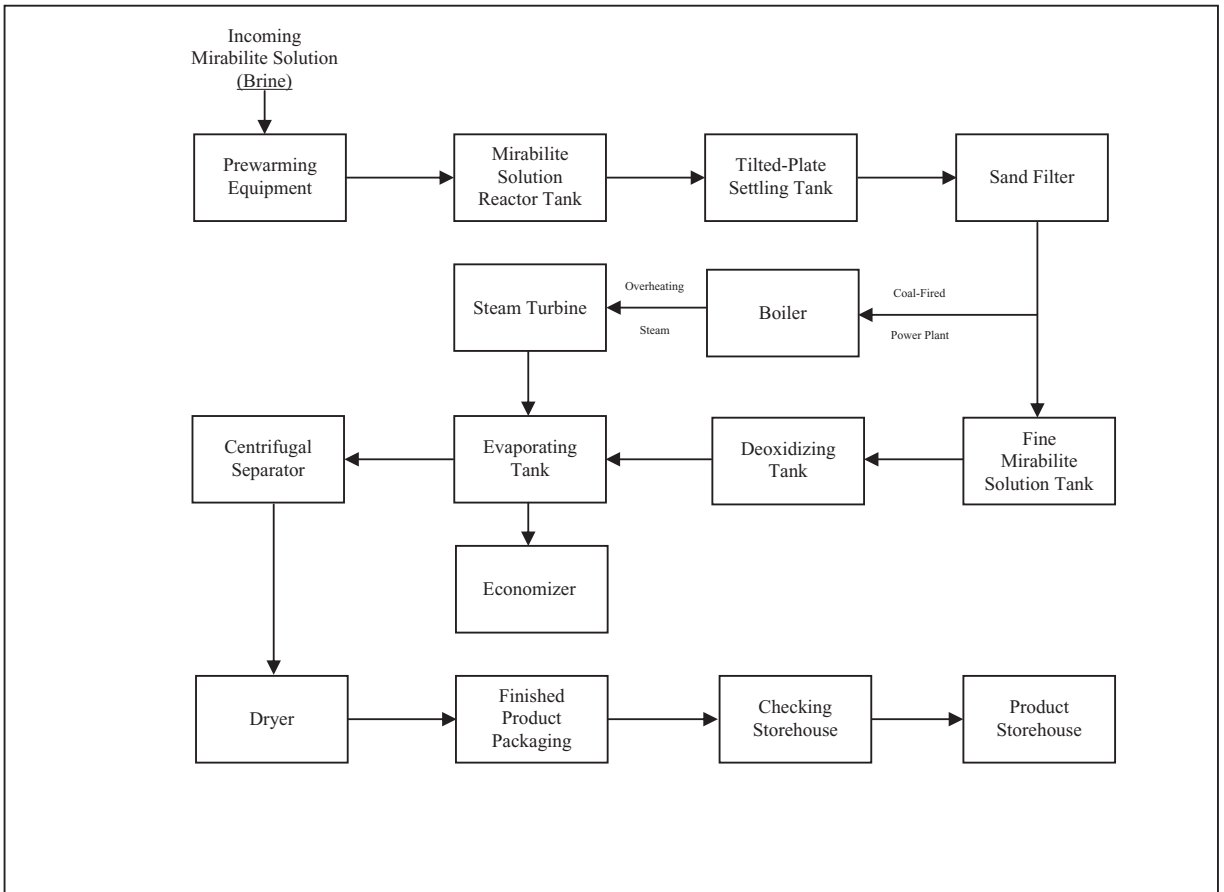 Incoming
Mirabilite Solution
(Brine)
Prewarming
Equipment
Mirabilite
Solution
Reactor Tank
Tilted-Plate
Settling Tank
Sand Filter
Steam Turbine
Overheating
Steam
Boiler
Coal-Fired
Power Plant
Centrifugal
Separator
Evaporating
Tank
Deoxidizing
Tank
Fine
Mirabilite
Solution Tank
Economizer
Dryer
Finished
Product
Packaging
Checking
Storehouse
Product
Storehouse